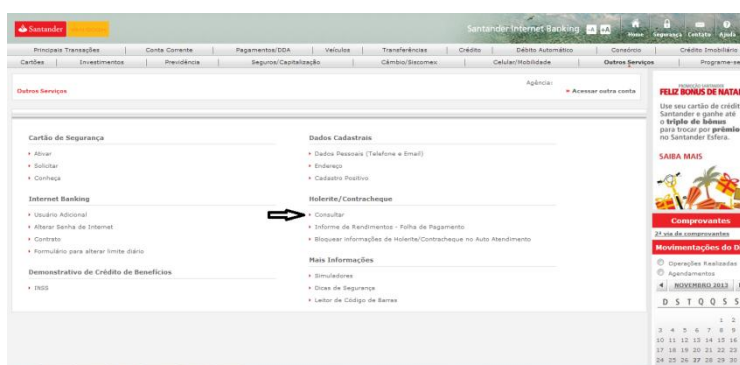 Santander
Santander Internet Banking
-A
+A
Home
Segurança
Contato
Ajuda
Principais Transações
Conta Corrente
Pagamentos/DDA
Veículos
Transferências
Crédito
Débito Automático
Consórcio
Crédito Imobiliário
Cartões
Investimentos
Previdência
Seguros/Capitalização
Câmbio/Siscomex
Celular/Mobilidade
Outros Serviços
Programe-se
Outros Serviços
Agência:
Acessar outra conta
Cartão de Segurança
Ativar
Solicitar
Conheça
Internet Banking
Usuário Adicional
Alterar Senha de Internet
Contrato
Formulário para alterar limite diário
Demonstrativo de Crédito de Benefícios
INSS
Dados Cadastrais
Dados Pessoais (Telefone e Email)
Endereço
Cadastro Positivo
Holerite/Contracheque
Consultar
Informe de Rendimentos - Folha de Pagamento
Bloquear informações de Holerite/Contracheque no Auto Atendimento
Mais Informações
Simuladores
Dicas de Segurança
Leitor de Código de Barras
PROMOÇÃO SANTANDER
FELIZ BONUS DE NATAL
Use seu cartão de crédit
Santander e ganhe até
o triplo de bônus
para trocar por prêmio
no Santander Esfera.
SAIBA MAIS
Comprovantes
2ª via de comprovantes
Movimentações do D
Operações Realizadas
Agendamentos
NOVEMBRO 2013
D S T Q Q S S
1 2
3 4 5 6 7 8 9
10 11 12 13 14 15 16
17 18 19 20 21 22 23
24 25 26 27 28 29 30